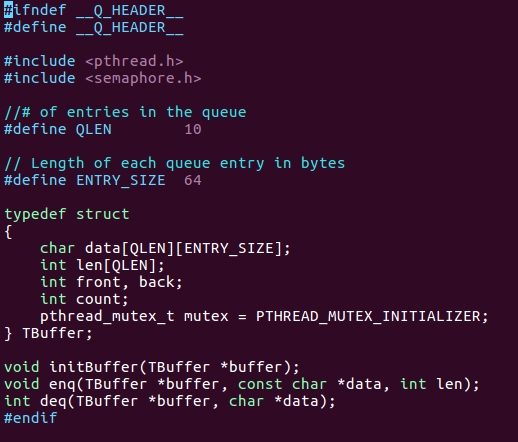 #ifndef __Q_HEADER__
#define __Q_HEADER__
#include <pthread.h>
#include <semaphore.h>
//# of entries in the queue
#define QLEN        10
// Length of each queue entry in bytes
#define ENTRY_SIZE  64
typedef struct
{
    char data[QLEN][ENTRY_SIZE];
    int len[QLEN];
    int front, back;
    int count;
    pthread_mutex_t mutex = PTHREAD_MUTEX_INITIALIZER;
} TBuffer;
void initBuffer(TBuffer *buffer);
void enq(TBuffer *buffer, const char *data, int len);
int deq(TBuffer *buffer, char *data);
#endif